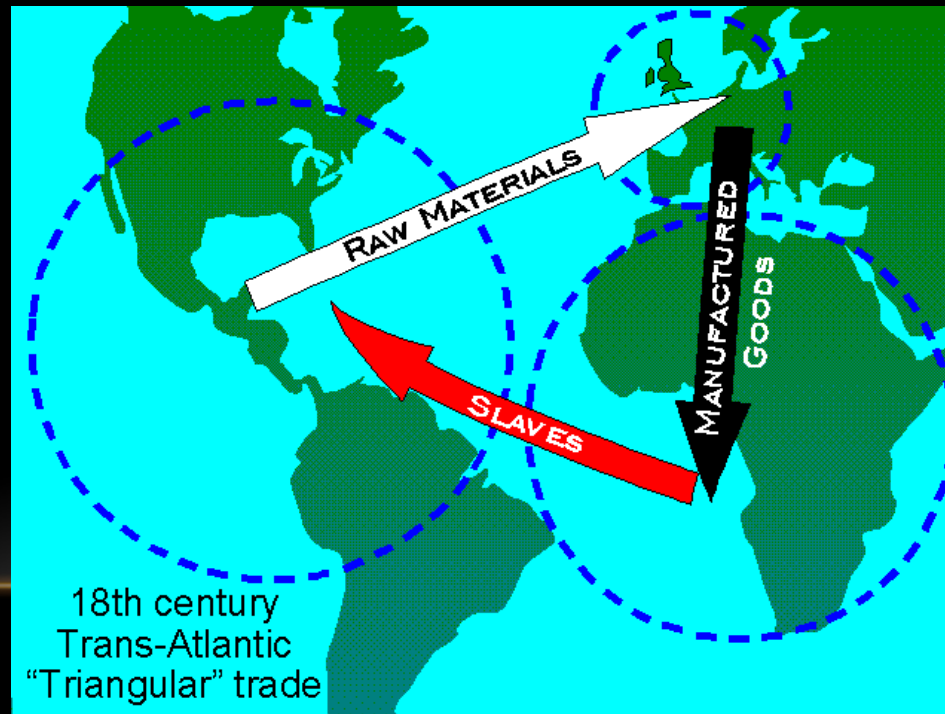 RAW MATERIALS
MANUFACTURED
GOODS
SLAVES
18th century
Trans-Atlantic
“Triangular” trade